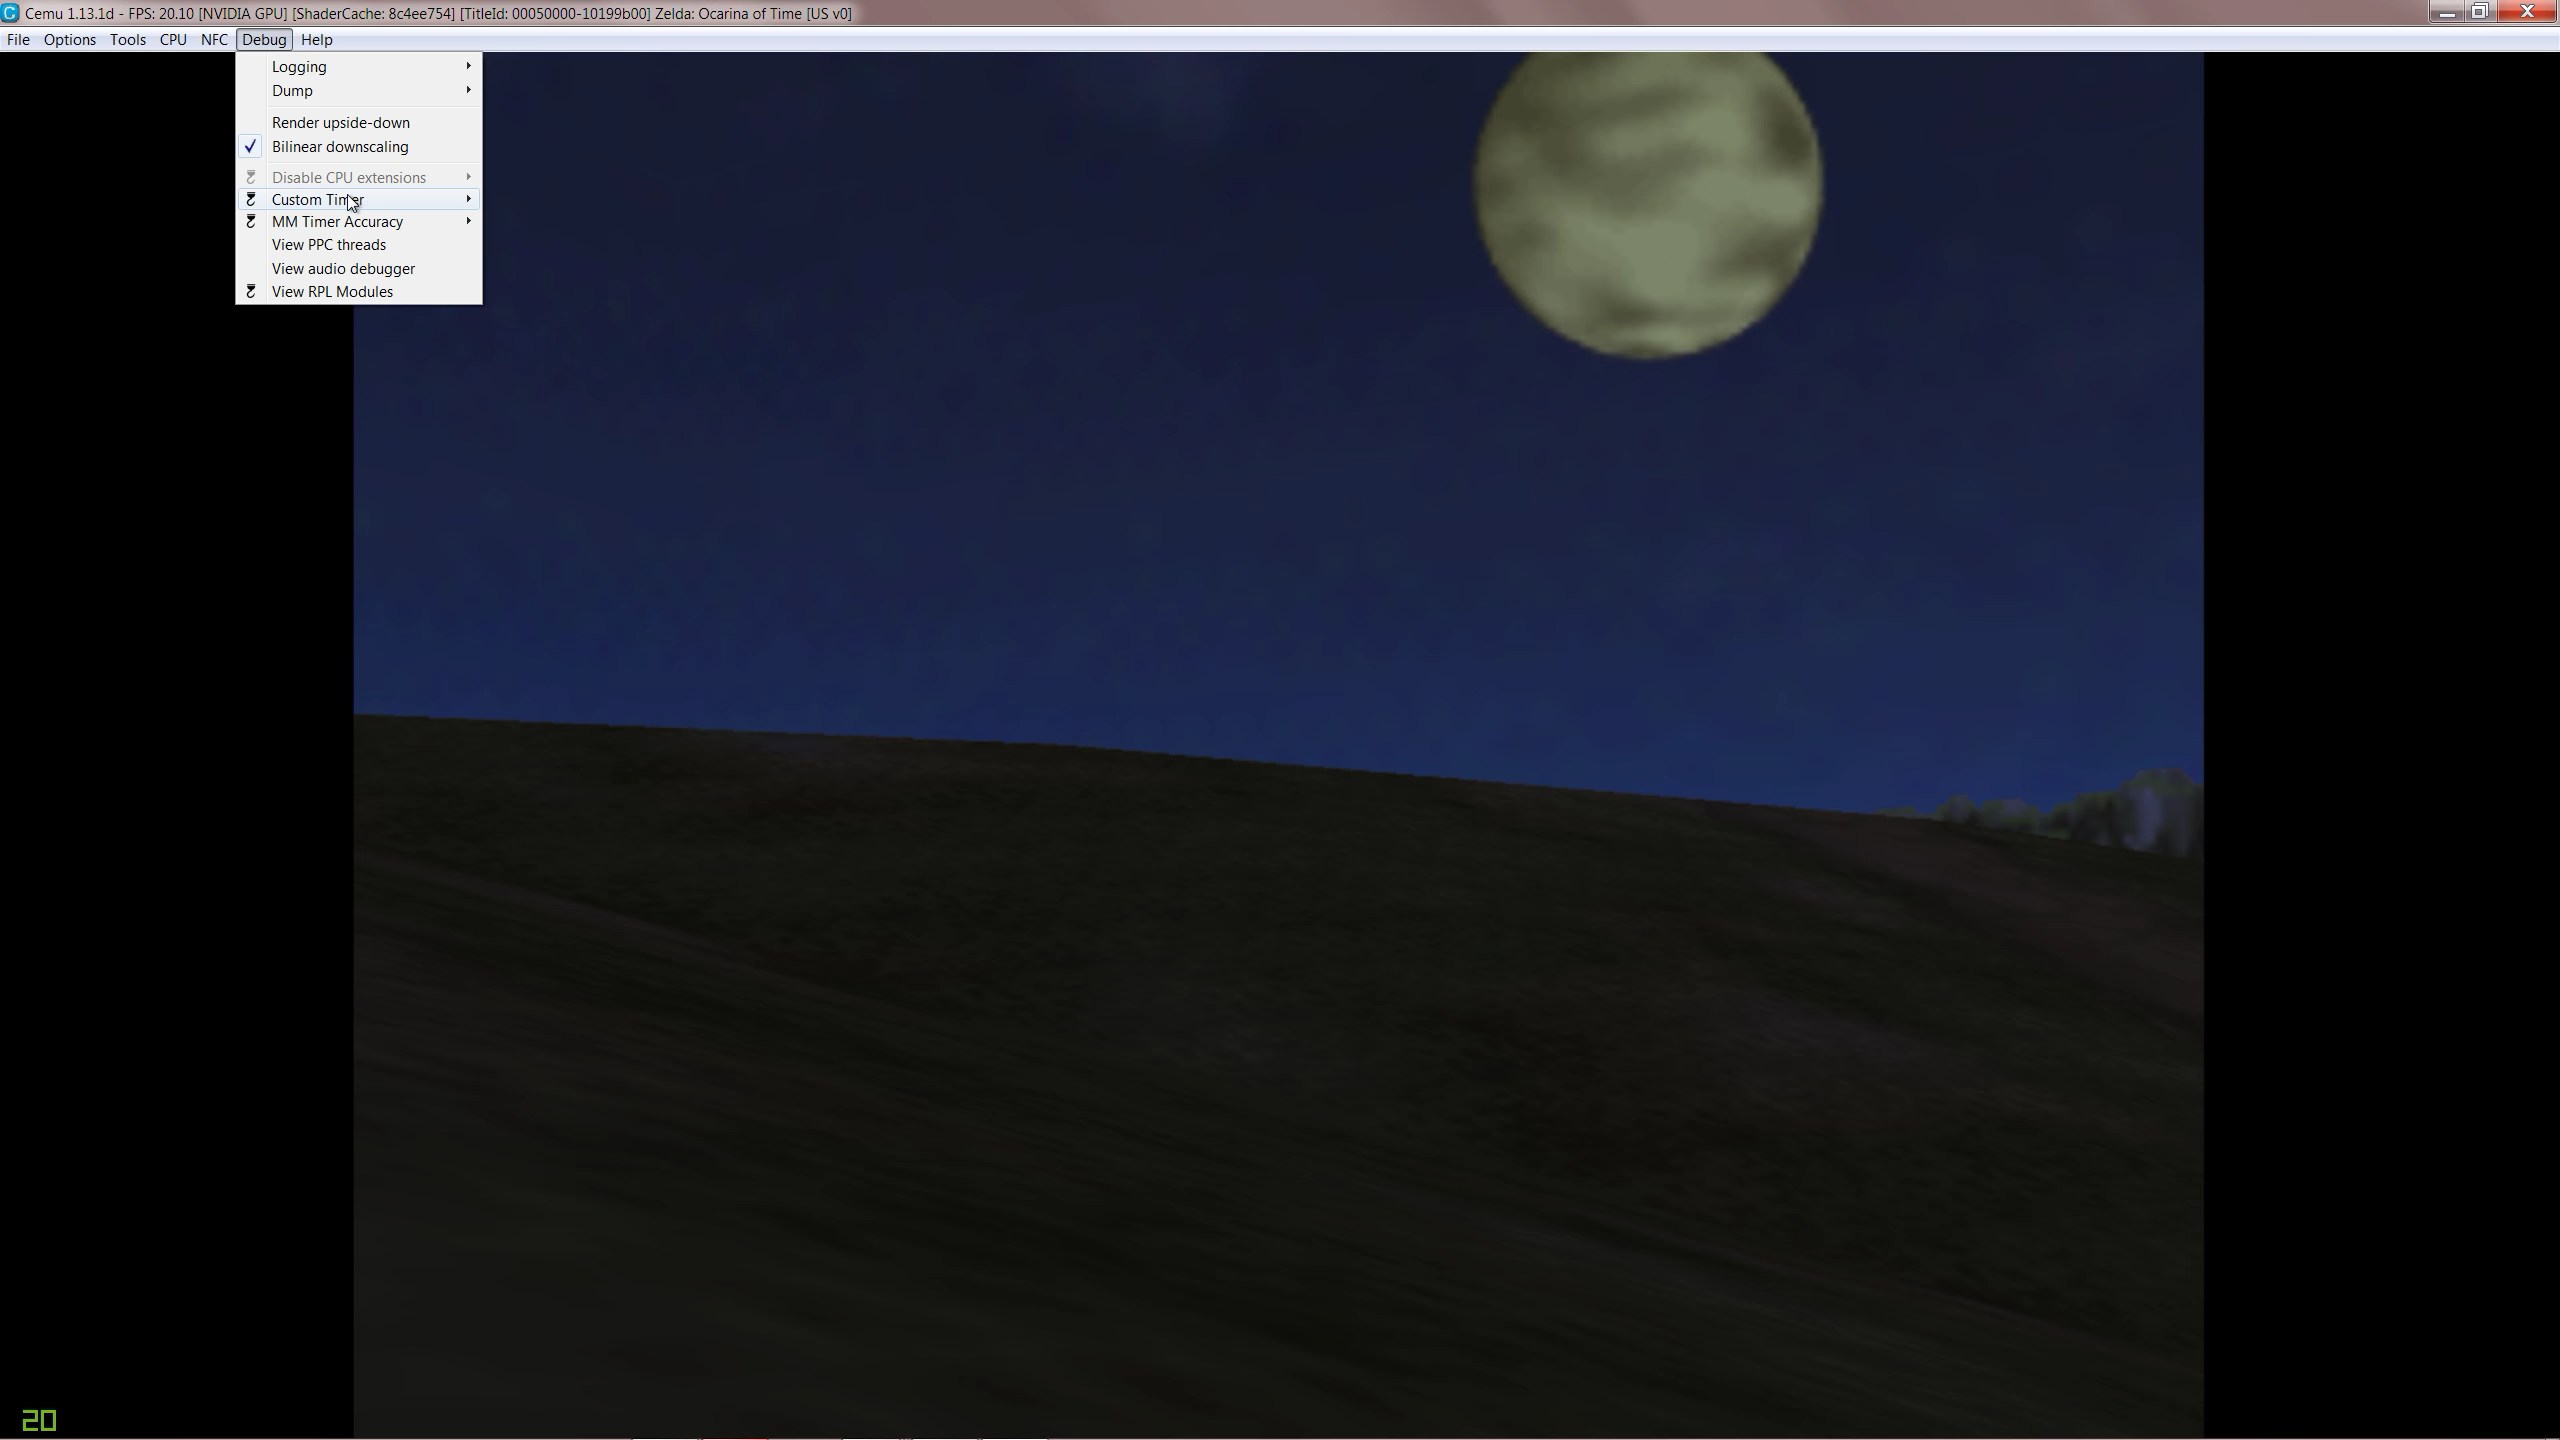 Cemu 1.13.1d - FPS: 20.10 [NVIDIA GPU] [ShaderCache: 8c4ee754] [TitleId: 00050000-10199b00] Zelda: Ocarina of Time [US v0]
File Options Tools CPU NFC Debug Help
Logging
Dump
Render upside-down
Bilinear downscaling
Disable CPU extensions
Custom Timer
MM Timer Accuracy
View PPC threads
View audio debugger
View RPL Modules
20